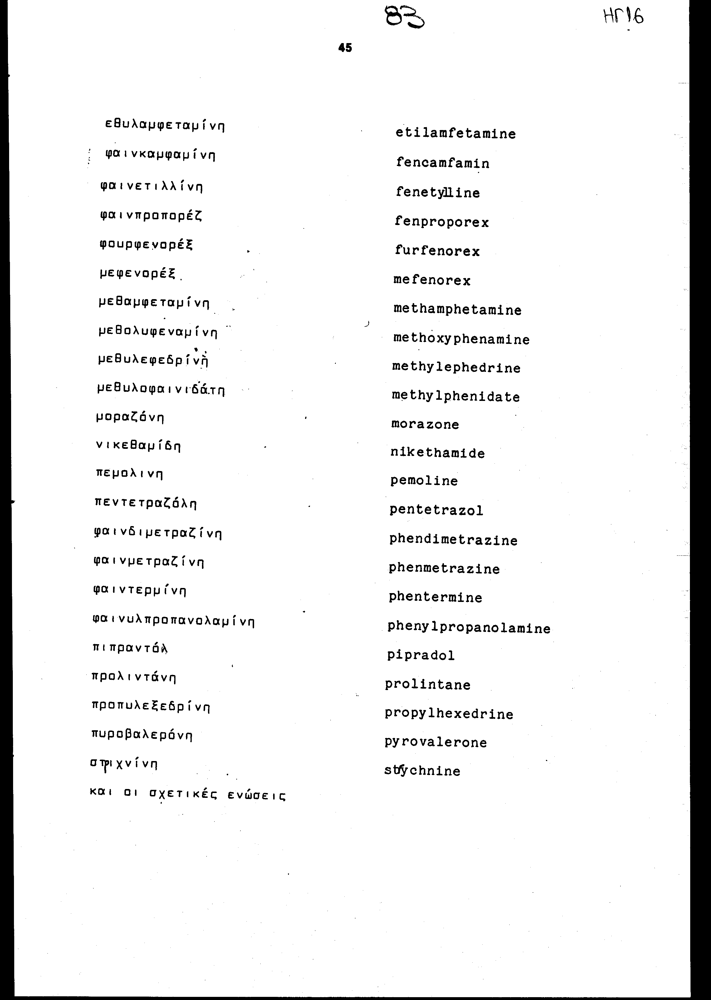 83
ΗΓ16
45
εθυλαμφεταμίνη etilamfetamine
φαινκαμφαμίνη fencamfamin
φαινετιλλίνη fenetylline
φαινπροπορέζ fenproporex
φουρφενορέξ furfenorex
μεφενορέξ mefenorex
μεθαμφεταμίνη methamphetamine
μεθολυφεναμίνη methoxyphenamine
μεθυλεφεδρίνη methylephedrine
μεθυλοφαινιδάτη methylphenidate
μοραζόνη morazone
νικεθαμίδη nikethamide
πεμολινη pemoline
πεντετραζόλη pentetrazol
φαινδιμετραζίνη phendimetrazine
φαινμετραζίνη phenmetrazine
φαιντερμίνη phentermine
φαινυλπροπανολαμίνη phenylpropanolamine
πιπραντόλ pipradol
προλιντάνη prolintane
προπυλεξεδρίνη propylhexedrine
πυροβαλερόνη pyrovalerone
στριχνίνη strychnine
και οι σχετικές ενώσεις